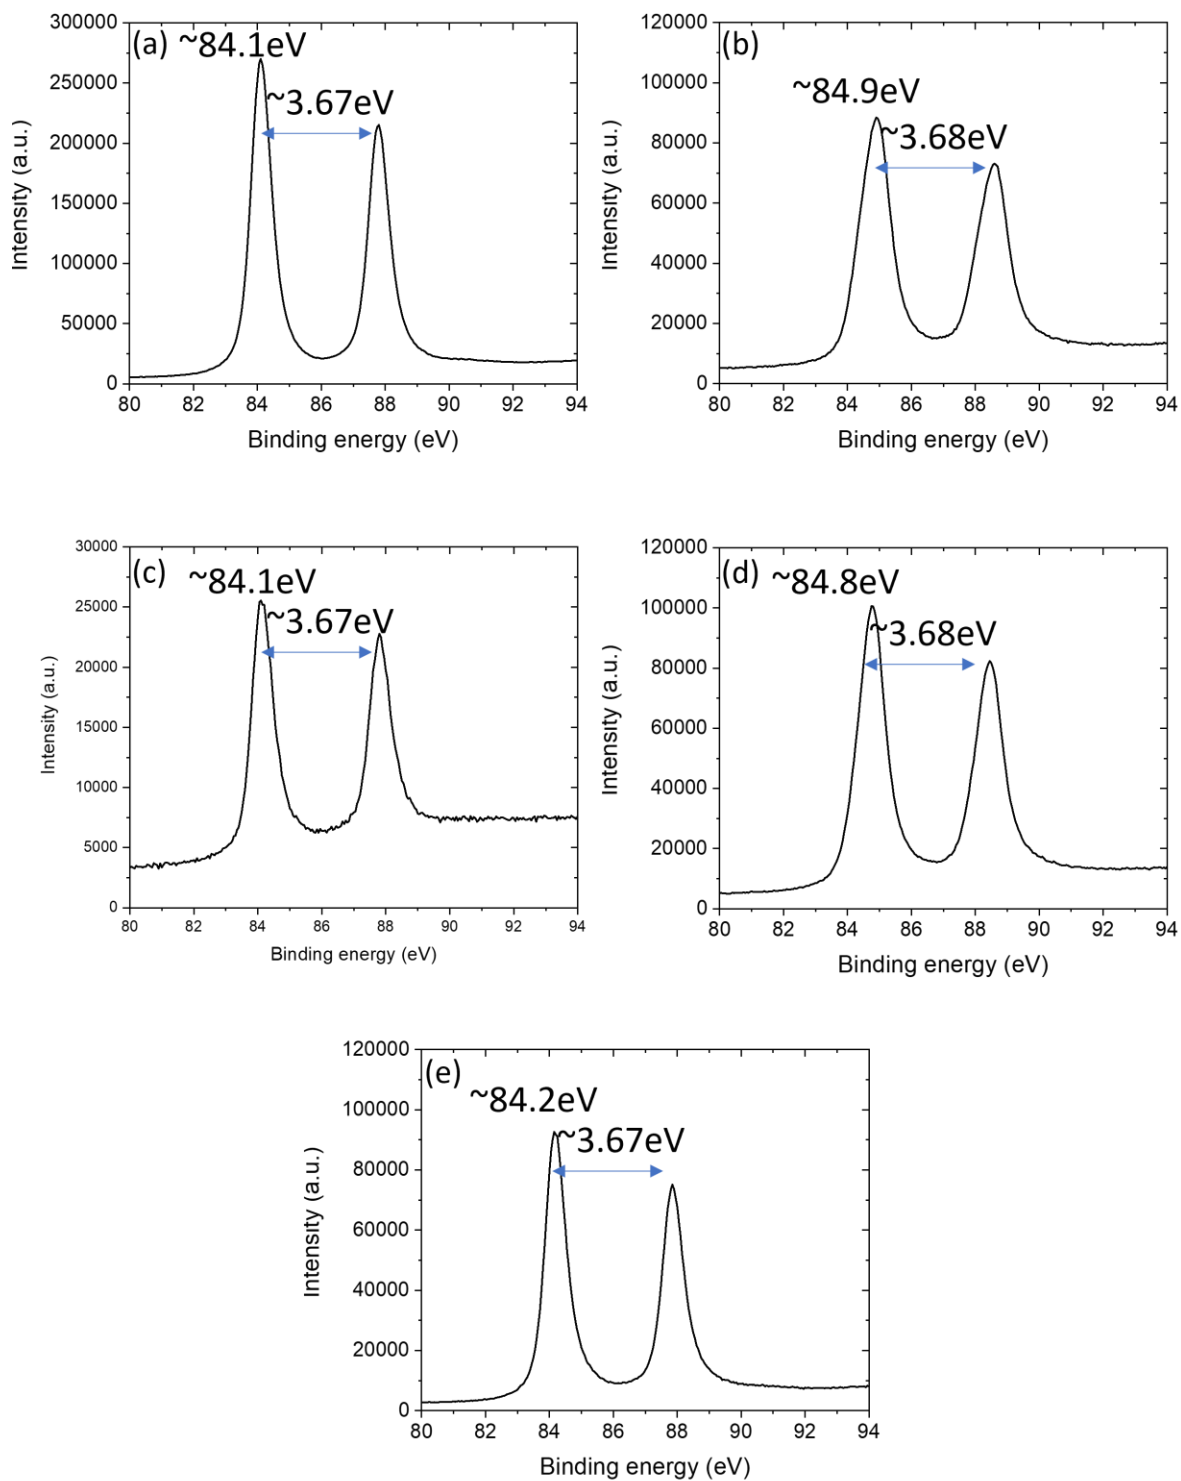 (a)
~84.1eV
~3.67eV
300000
250000
200000
150000
100000
50000
0
Intensity (a.u.)
80 82 84 86 88 90 92 94
Binding energy (eV)
(b)
~84.9eV
~3.68eV
120000
100000
80000
60000
40000
20000
0
Intensity (a.u.)
80 82 84 86 88 90 92 94
Binding energy (eV)
(c)
~84.1eV
~3.67eV
30000
25000
20000
15000
10000
5000
0
Intensity (a.u.)
80 82 84 86 88 90 92 94
Binding energy (eV)
(d)
~84.8eV
~3.68eV
120000
100000
80000
60000
40000
20000
0
Intensity (a.u.)
80 82 84 86 88 90 92 94
Binding energy (eV)
(e)
~84.2eV
~3.67eV
120000
100000
80000
60000
40000
20000
0
Intensity (a.u.)
80 82 84 86 88 90 92 94
Binding energy (eV)